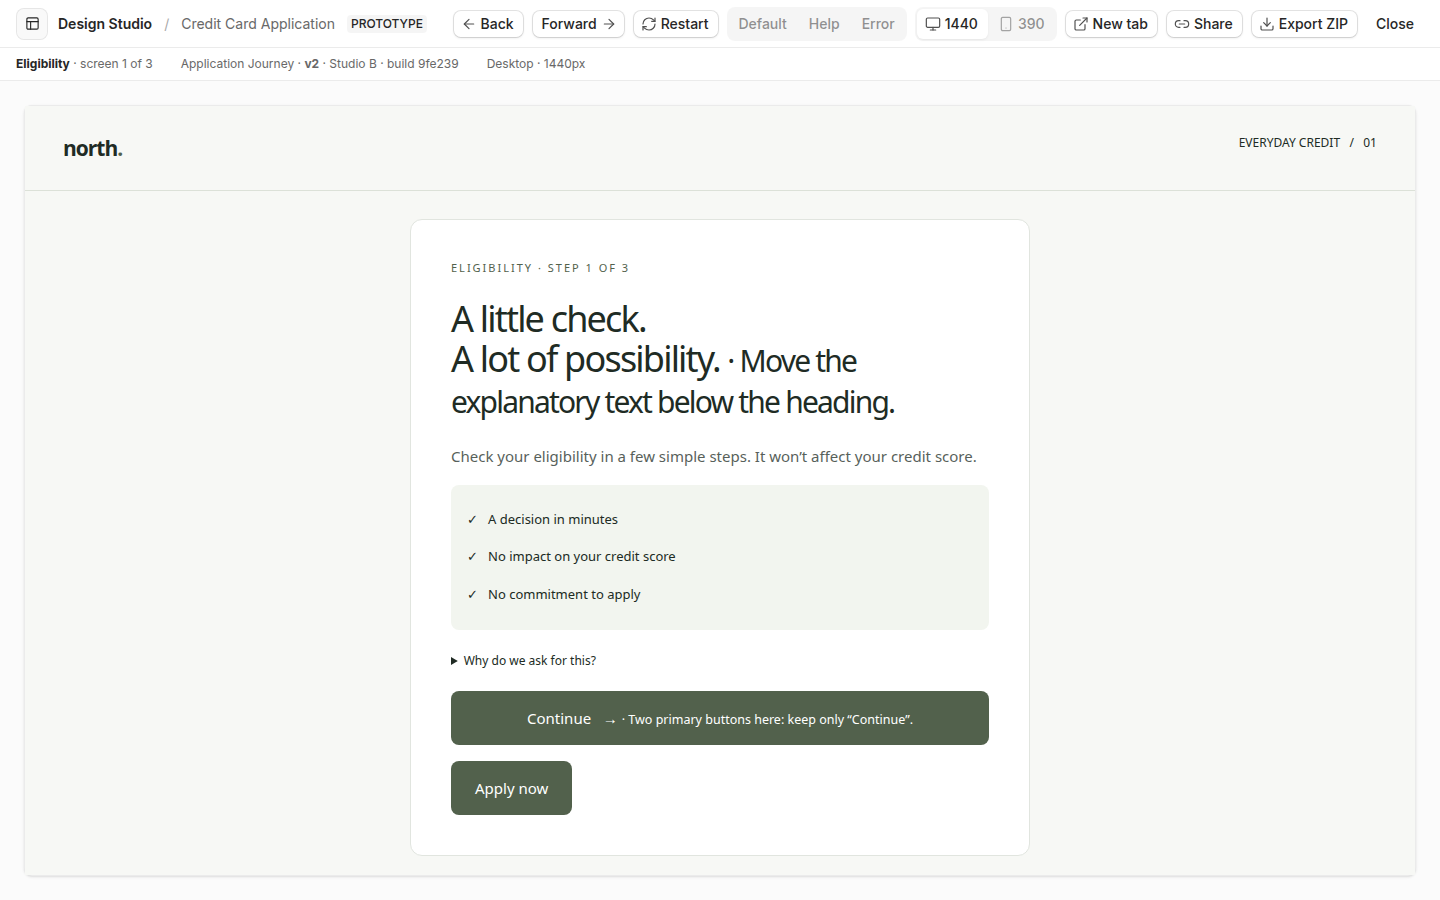 Design Studio / Credit Card Application PROTOTYPE ← Back Forward → Restart Default Help Error 1440 390 New tab Share Export ZIP Close
Eligibility · screen 1 of 3 Application Journey · v2 · Studio B · build 9fe239 Desktop · 1440px
north. EVERYDAY CREDIT / 01
ELIGIBILITY · STEP 1 OF 3
A little check.
A lot of possibility. · Move the
explanatory text below the heading.
Check your eligibility in a few simple steps. It won’t affect your credit score.
✓ A decision in minutes
✓ No impact on your credit score
✓ No commitment to apply
▶ Why do we ask for this?
Continue → · Two primary buttons here: keep only “Continue”.
Apply now